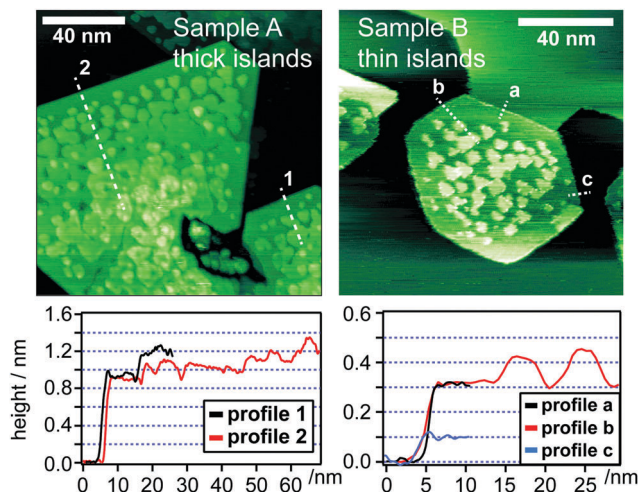 40 nm
Sample A
thick islands
2
1
40 nm
Sample B
thin islands
b
a
c
height / nm
1.6
1.2
0.8
0.4
0.0
profile 1
profile 2
0 10 20 30 40 50 60 /nm
0.6
0.4
0.2
0.0
profile a
profile b
profile c
0 5 10 15 20 25 /nm